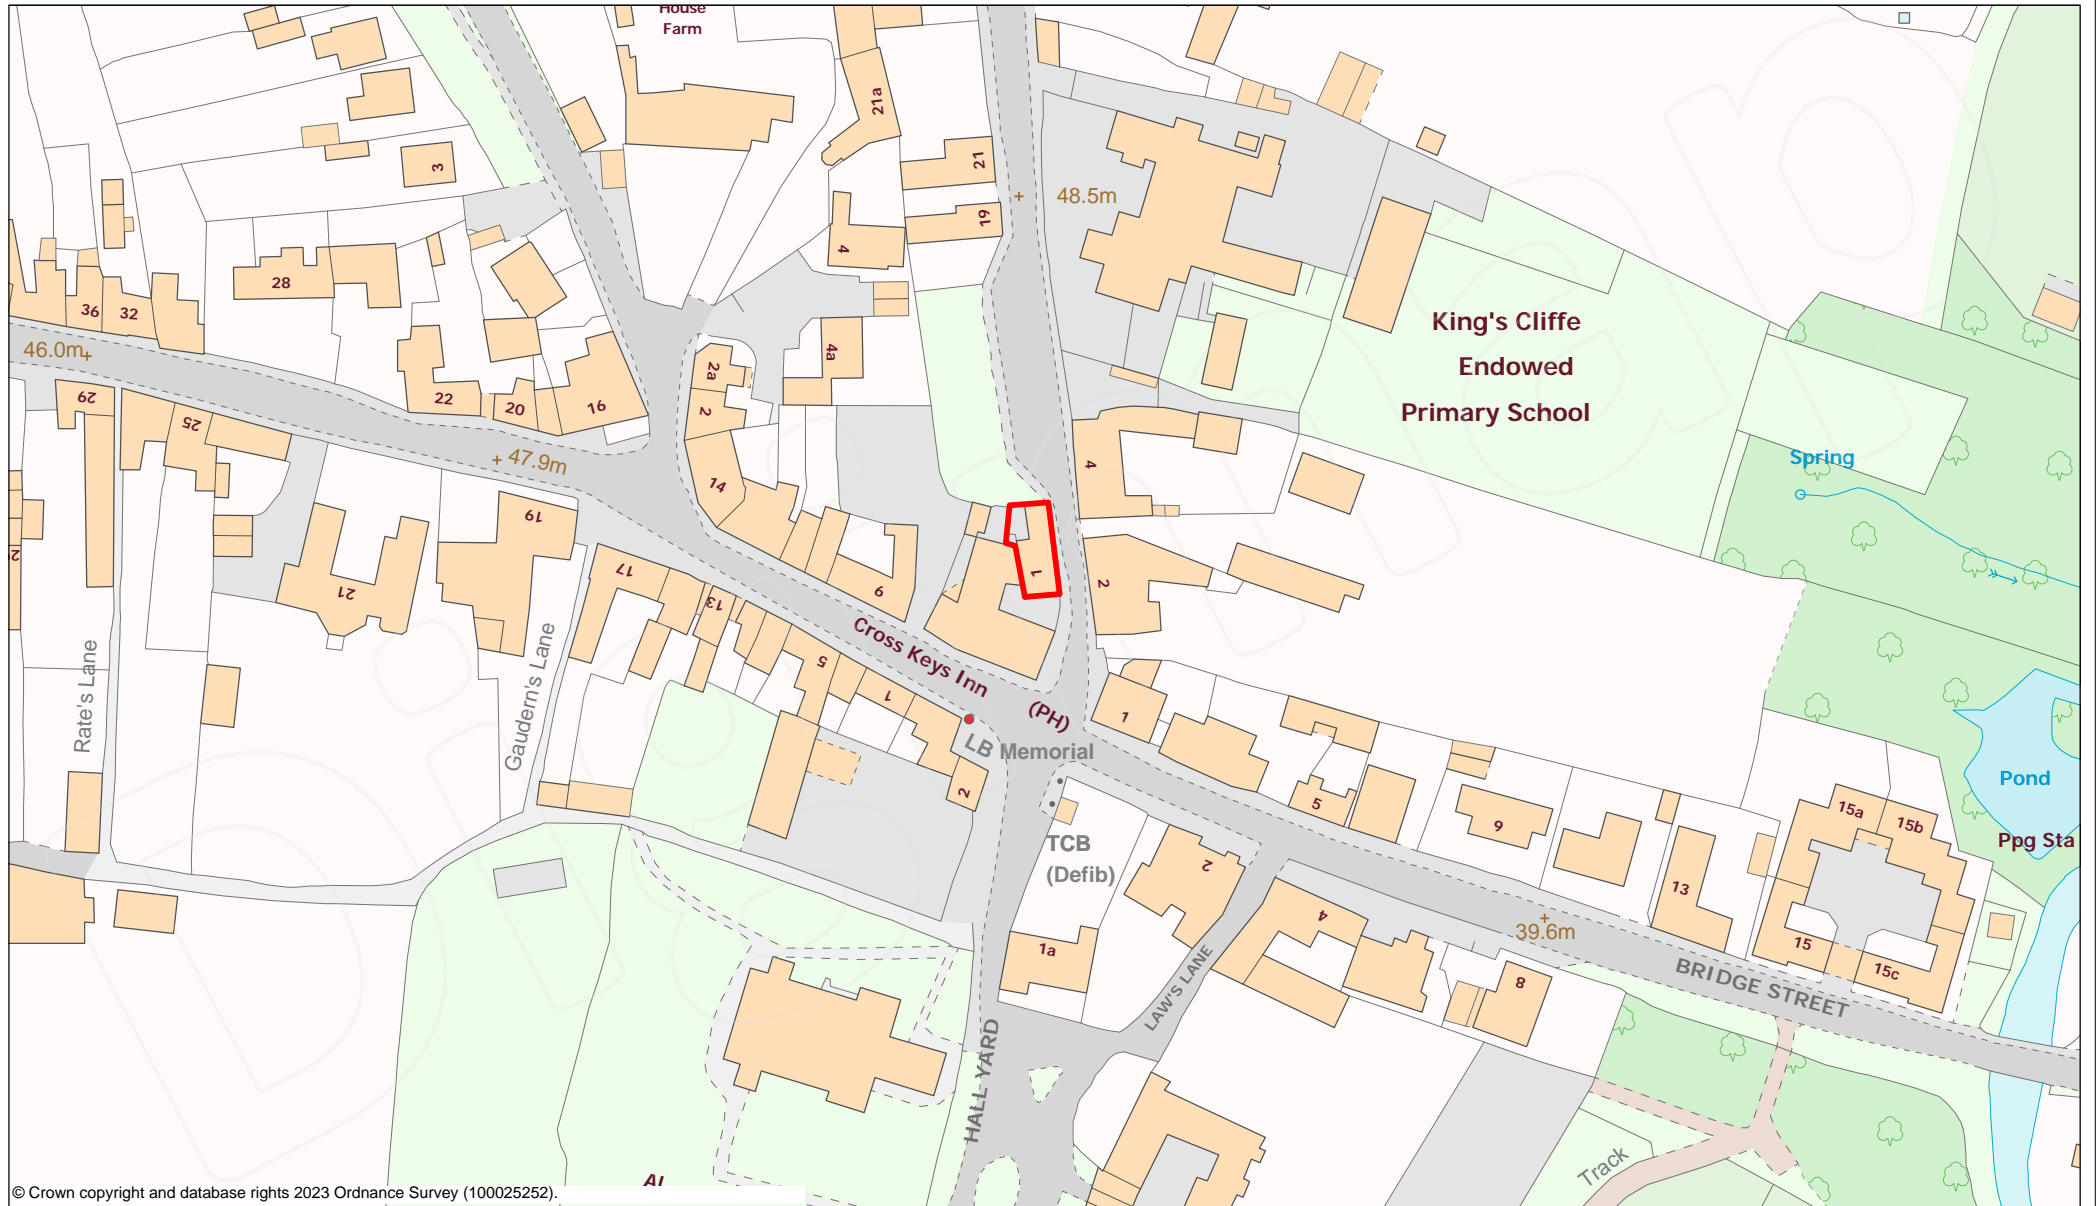 House
Farm
21a
21
19
48.5m
3
4
28
36
32
46.0m
22
20
16
2a
2
4a
14
29
25
47.9m
19
21
17
13
5
1
6
1
4
2
King's Cliffe
Endowed
Primary School
Spring
Rate's Lane
Gaudern's Lane
Cross Keys Inn
(PH)
LB Memorial
2
1
5
9
13
15a
15b
15
15c
Pond
Ppg Sta
TCB
(Defib)
2
1a
4
8
39.6m
LAW'S LANE
HALL YARD
BRIDGE STREET
Track
© Crown copyright and database rights 2023 Ordnance Survey (100025252).